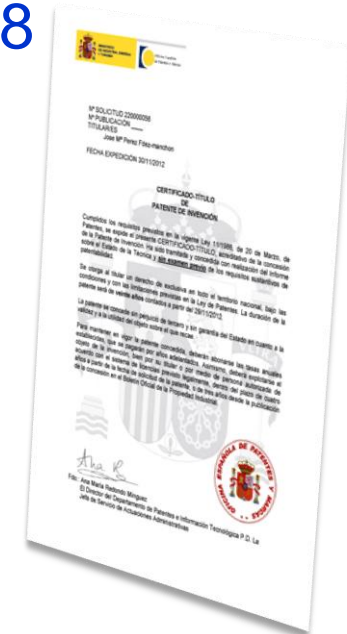 8
Nº SOLICITUD 220000056
Nº PUBLICACIÓN
TITULAR/ES
Jose Mª Perez Fdez-manchon
FECHA EXPEDICIÓN 30/11/2012
CERTIFICADO-TÍTULO
DE
PATENTE DE INVENCIÓN
Cumplidos los requisitos previstos en la vigente Ley 11/1986, de 20 de Marzo, de
Patentes, se expide el presente CERTIFICADO-TÍTULO, acreditativo de la concesión
de la Patente de Invención. Ha sido tramitada y concedida con realización del informe
sobre el Estado de la Técnica y sin examen previo de los requisitos sustantivos de
patentabilidad.
Se otorga al titular un derecho de exclusiva en todo el territorio nacional, bajo las
condiciones y con las limitaciones previstas en la Ley de Patentes. La duración de la
patente será de veinte años contados a partir del 29/11/2012.
La patente se concede sin perjuicio de tercero y sin garantía del Estado en cuanto a la
validez y a la utilidad del objeto sobre el que recae.
Para mantener en vigor la patente concedida, deberán abonarse las tasas anuales
establecidas, que se pagarán por años adelantados. Asimismo, deberá explotarse el
objeto de la invención, bien por su titular o por medio de persona autorizada de
acuerdo con el sistema de licencias previsto legalmente, dentro del plazo de cuatro
años a partir de la fecha de solicitud de la patente, o de tres años desde la publicación
de la concesión en el Boletín Oficial de la Propiedad Industrial.
Fdo.: Ana María Redondo Mínguez
El Director del Departamento de Patentes e Información Tecnológica P.D. La
Jefa de Servicio de Actuaciones Administrativas
OFICINA ESPAÑOLA DE PATENTES Y MARCAS